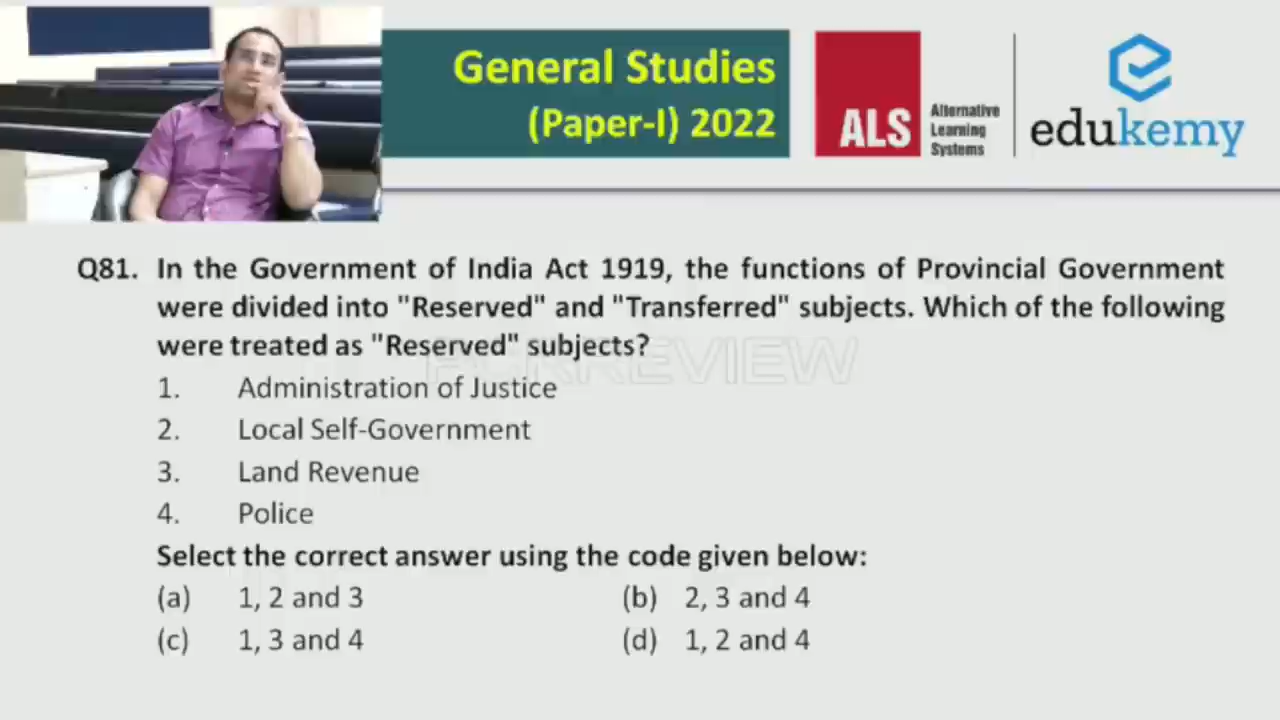 General Studies
(Paper-I) 2022
ALS
Alternative
Learning
Systems
edukemy
Q81. In the Government of India Act 1919, the functions of Provincial Government
were divided into "Reserved" and "Transferred" subjects. Which of the following
were treated as "Reserved" subjects?
1. Administration of Justice
2. Local Self-Government
3. Land Revenue
4. Police
Select the correct answer using the code given below:
(a) 1, 2 and 3 (b) 2, 3 and 4
(c) 1, 3 and 4 (d) 1, 2 and 4